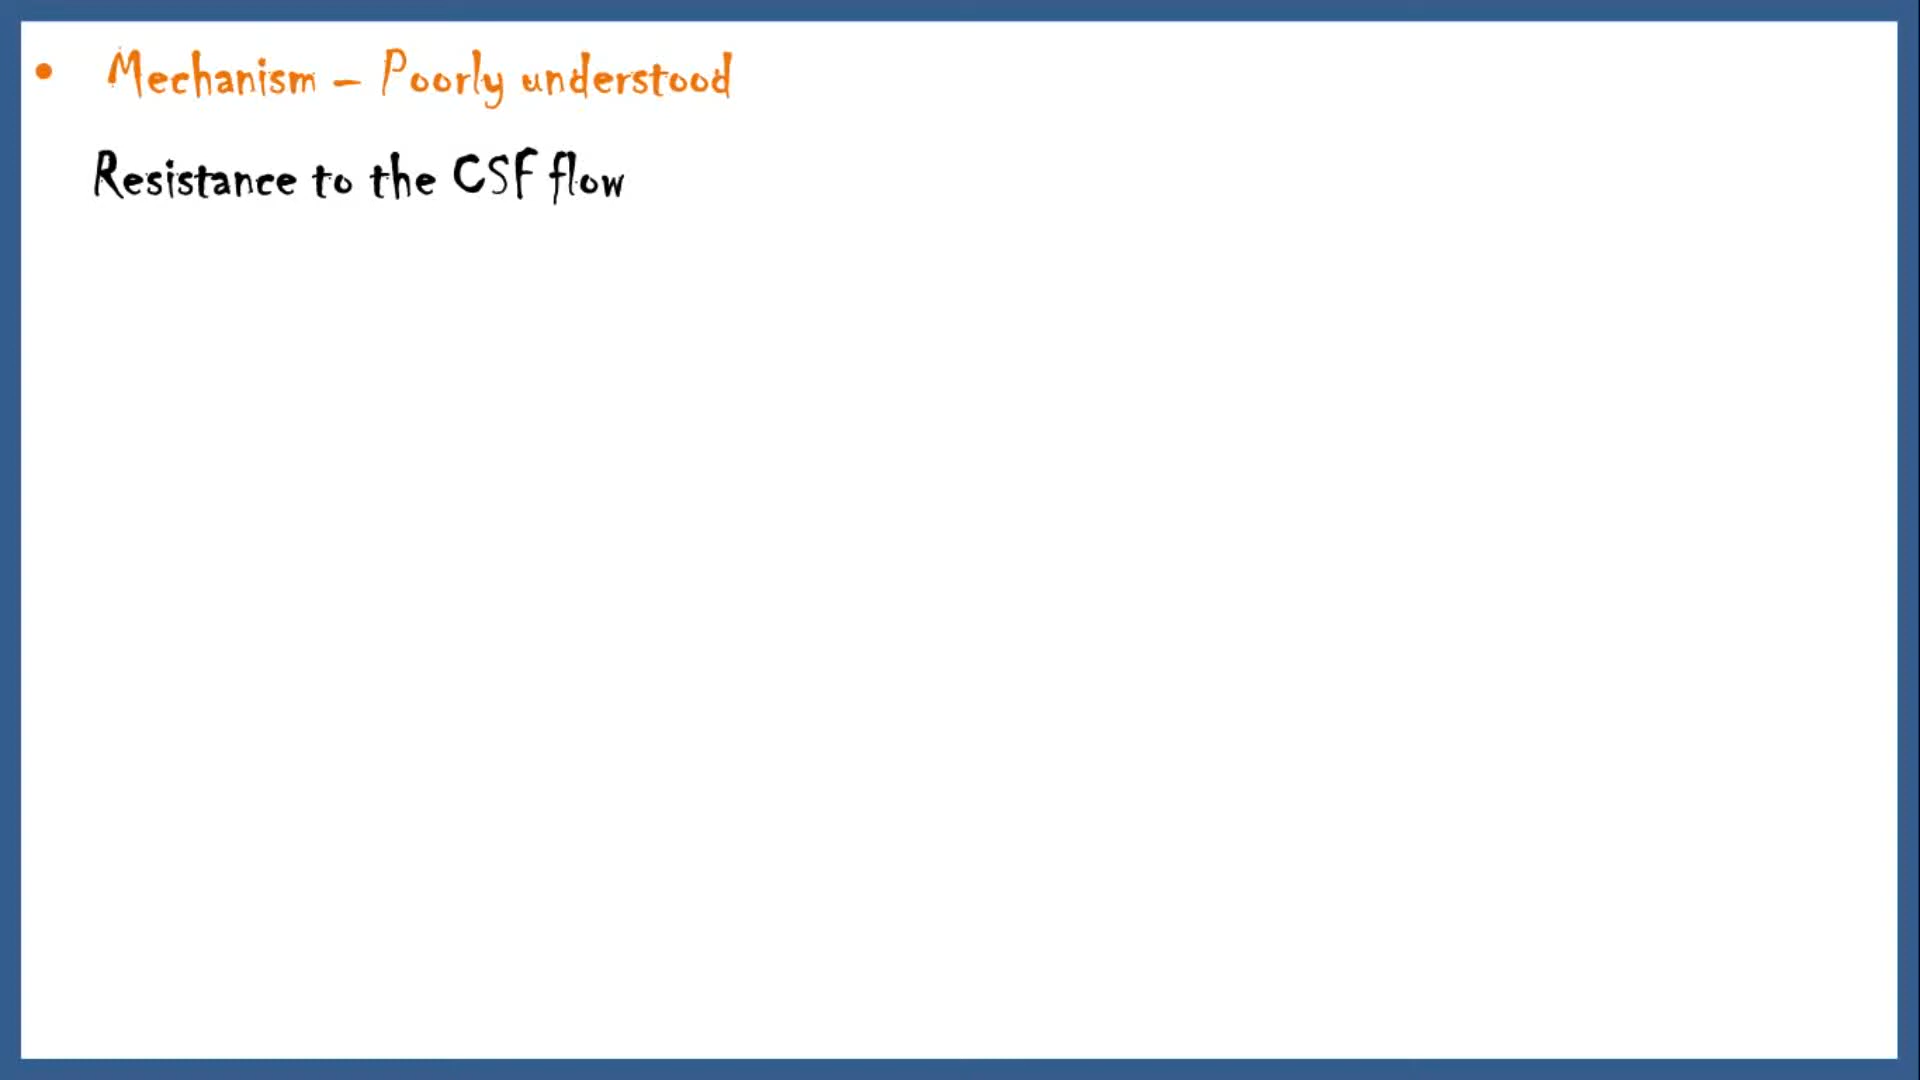 • Mechanism – Poorly understood
Resistance to the CSF flow